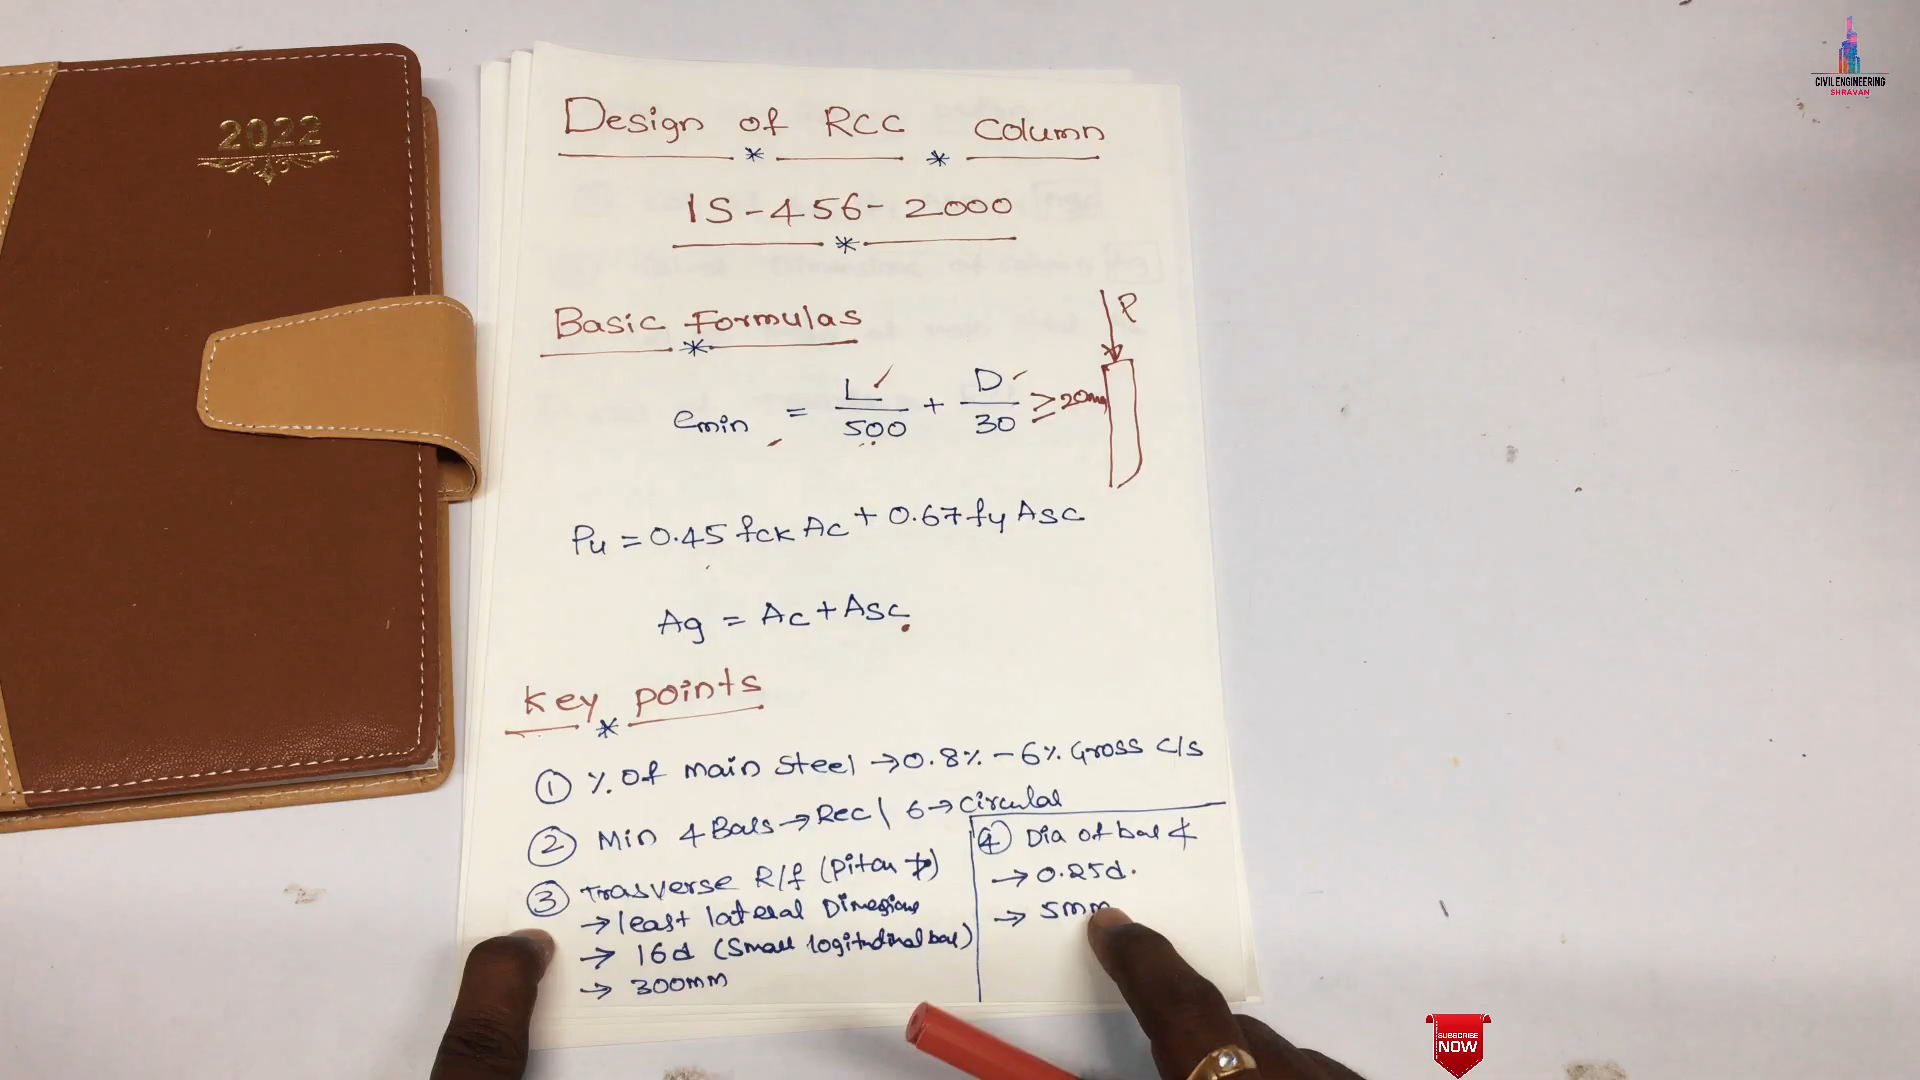 2022
CIVIL ENGINEERING
SHRAVAN
Design of RCC Column
IS-456-2000
Basic Formulas
P
emin = L/500 + D/30 ≥ 20mm
Pu = 0.45 fck Ac + 0.67 fy Asc
Ag = Ac + Asc
Key points
① % of main Steel → 0.8% - 6% Gross C/S
② Min 4 Bars → Rec \ 6 → Circular
③ Trasverse R/f (Pitch
→ least lateral
→ 16d (Small logitudinal bar)
→ 300mm
④ Dia of bar ≮
→ 0.25d.
→ 5mm
SUBSCRIBE
NOW